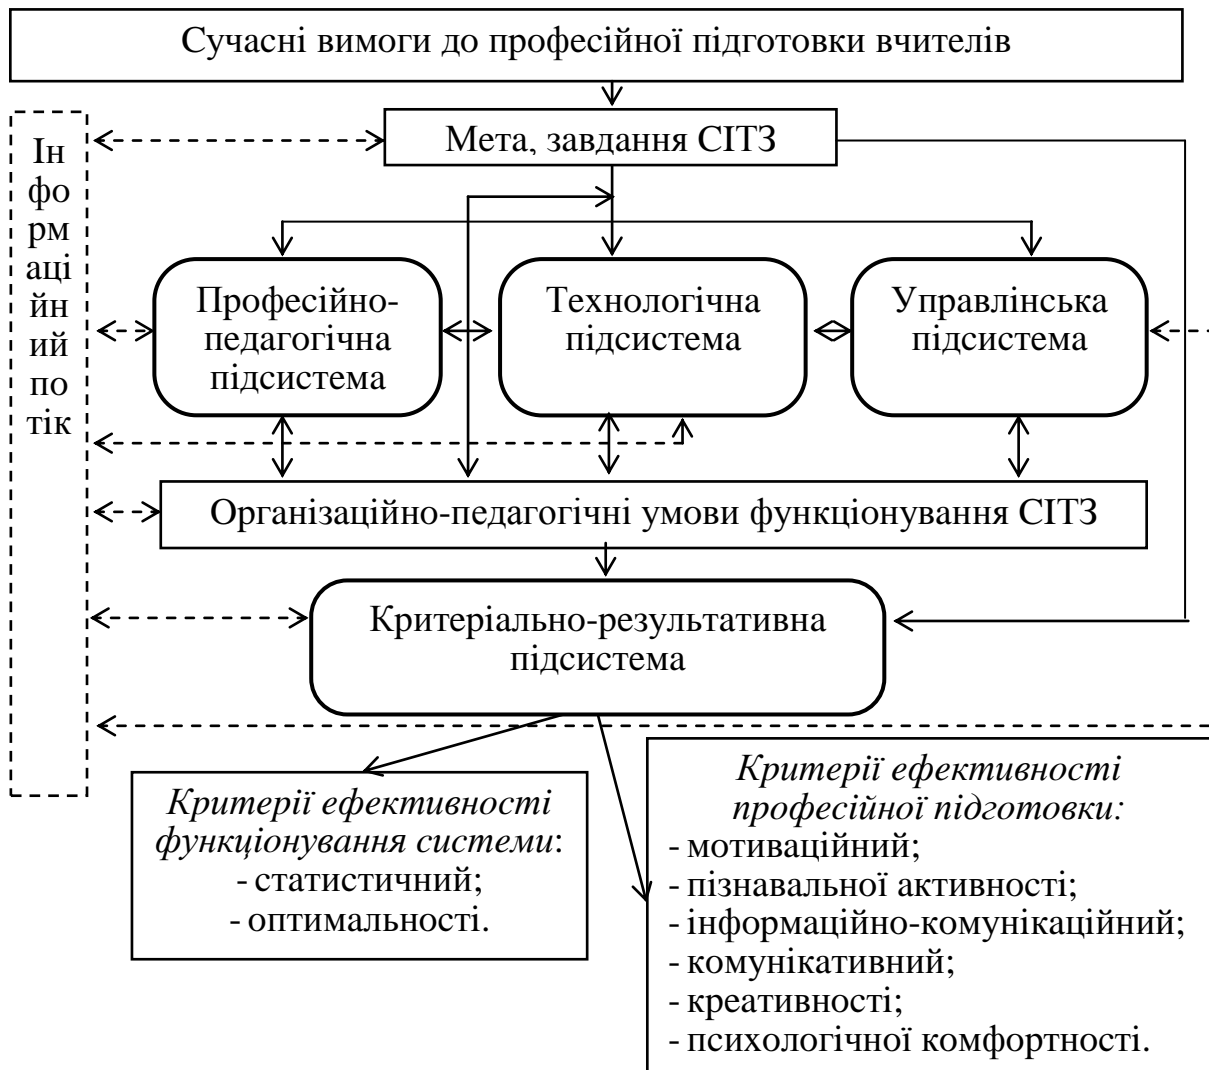 Сучасні вимоги до професійної підготовки вчителів
Мета, завдання СІТЗ
Ін
фо
рм
аці
йн
ий
по
тік
Професійно-
педагогічна
підсистема
Технологічна
підсистема
Управлінська
підсистема
Організаційно-педагогічні умови функціонування СІТЗ
Критеріально-результативна
підсистема
Критерії ефективності
функціонування системи:
- статистичний;
- оптимальності.
Критерії ефективності
професійної підготовки:
- мотиваційний;
- пізнавальної активності;
- інформаційно-комунікаційний;
- комунікативний;
- креативності;
- психологічної комфортності.